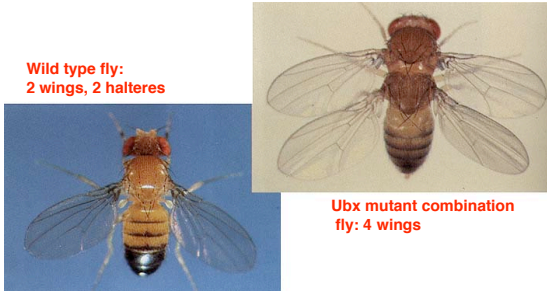 Wild type fly:
2 wings, 2 halteres
Ubx mutant combination
fly: 4 wings